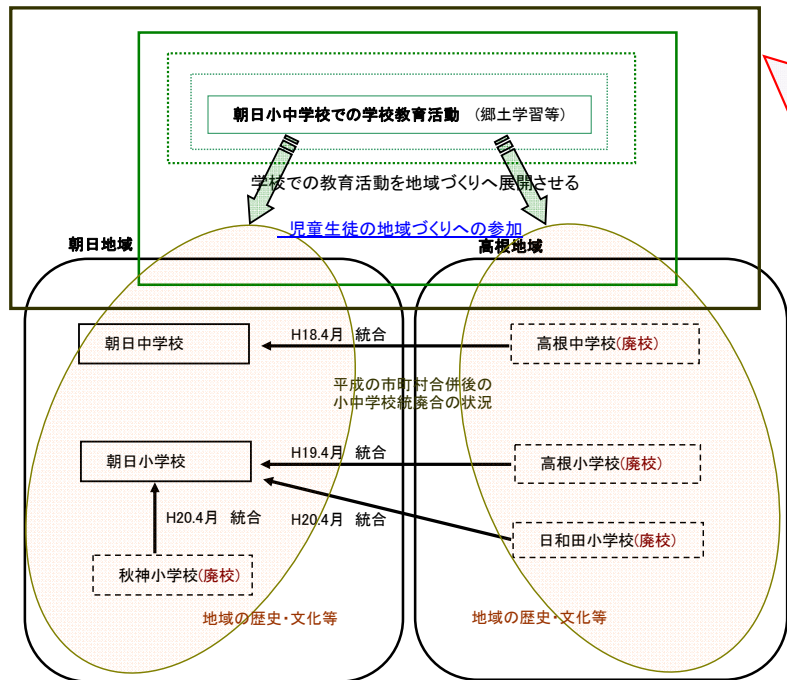 朝日小中学校での学校教育活動　（郷土学習等）
学校での教育活動を地域づくりへ展開させる
児童生徒の地域づくりへの参加
朝日地域
高根地域
H18.4月　統合
朝日中学校
高根中学校(廃校)
平成の市町村合併後の
小中学校統廃合の状況
H19.4月　統合
朝日小学校
高根小学校(廃校)
H20.4月　統合
H20.4月　統合
日和田小学校(廃校)
秋神小学校(廃校)
地域の歴史・文化等
地域の歴史・文化等